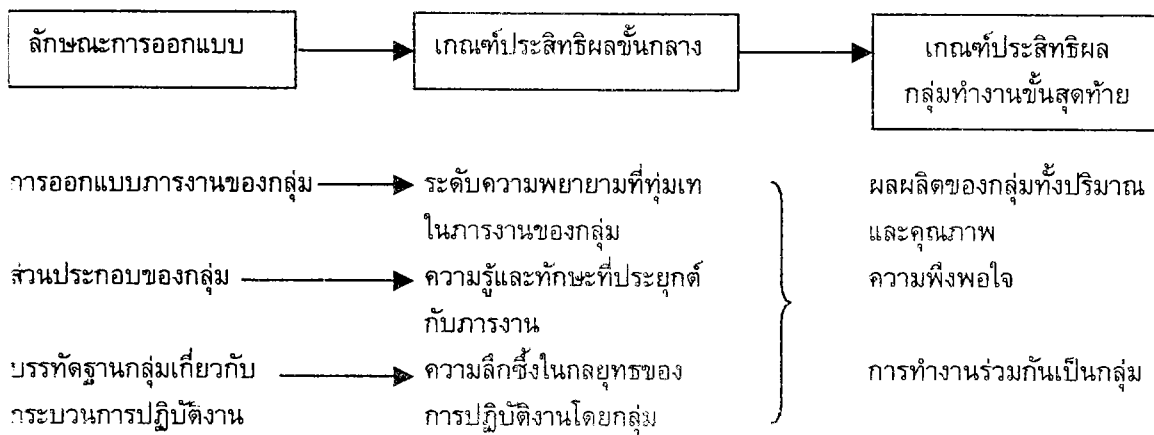 ลักษณะการออกแบบ
เกณฑ์ประสิทธิผลขั้นกลาง
เกณฑ์ประสิทธิผล
กลุ่มทำงานขั้นสุดท้าย
การออกแบบภารงานของกลุ่ม
ระดับความพยายามที่ทุ่มเท
ในภารงานของกลุ่ม
ผลผลิตของกลุ่มทั้งปริมาณ
และคุณภาพ
ส่วนประกอบของกลุ่ม
ความรู้และทักษะที่ประยุกต์
กับภารงาน
ความพึงพอใจ
บรรทัดฐานกลุ่มเกี่ยวกับ
กระบวนการปฏิบัติงาน
ความลึกซึ้งในกลยุทธของ
การปฏิบัติงานโดยกลุ่ม
การทำงานร่วมกันเป็นกลุ่ม